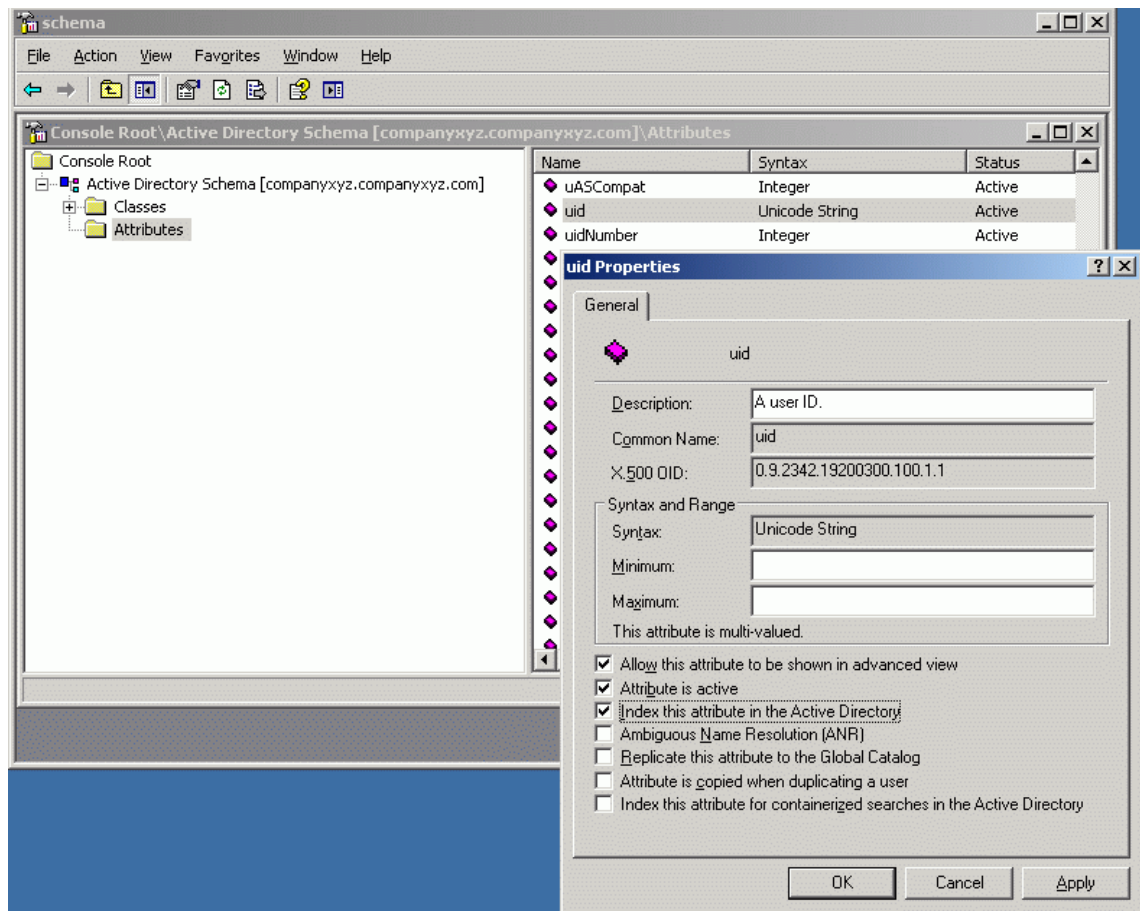 schema
File Action View Favorites Window Help
Console Root\Active Directory Schema [companyxyz.companyxyz.com]\Attributes
Console Root
Active Directory Schema [companyxyz.companyxyz.com]
Classes
Attributes
Name Syntax Status
uASCompat Integer Active
uid Unicode String Active
uidNumber Integer Active
uid Properties
General
uid
Description: A user ID.
Common Name: uid
X.500 OID: 0.9.2342.19200300.100.1.1
Syntax and Range
Syntax: Unicode String
Minimum:
Maximum:
This attribute is multi-valued.
Allow this attribute to be shown in advanced view
Attribute is active
Index this attribute in the Active Directory
Ambiguous Name Resolution (ANR)
Replicate this attribute to the Global Catalog
Attribute is copied when duplicating a user
Index this attribute for containerized searches in the Active Directory
OK Cancel Apply